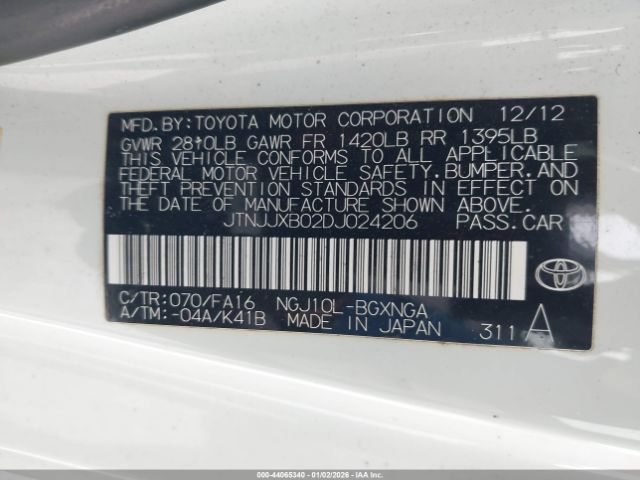 MFD.BY:TOYOTA MOTOR CORPORATION 12/12
GVWR 2810LB GAWR FR 1420LB RR 1395LB
THIS VEHICLE CONFORMS TO ALL APPLICABLE
FEDERAL MOTOR VEHICLE SAFETY,BUMPER,AND
THEFT PREVENTION STANDARDS IN EFFECT ON
THE DATE OF MANUFACTURE SHOWN ABOVE.
JTNJJXB02DJ024206 PASS.CAR
C/TR:070/FA16 NGJ10L-BGXNGA
A/TM:-04A/K41B MADE IN JAPAN 311A
000-44065340 | 01/02/2026 - IAAI.COM